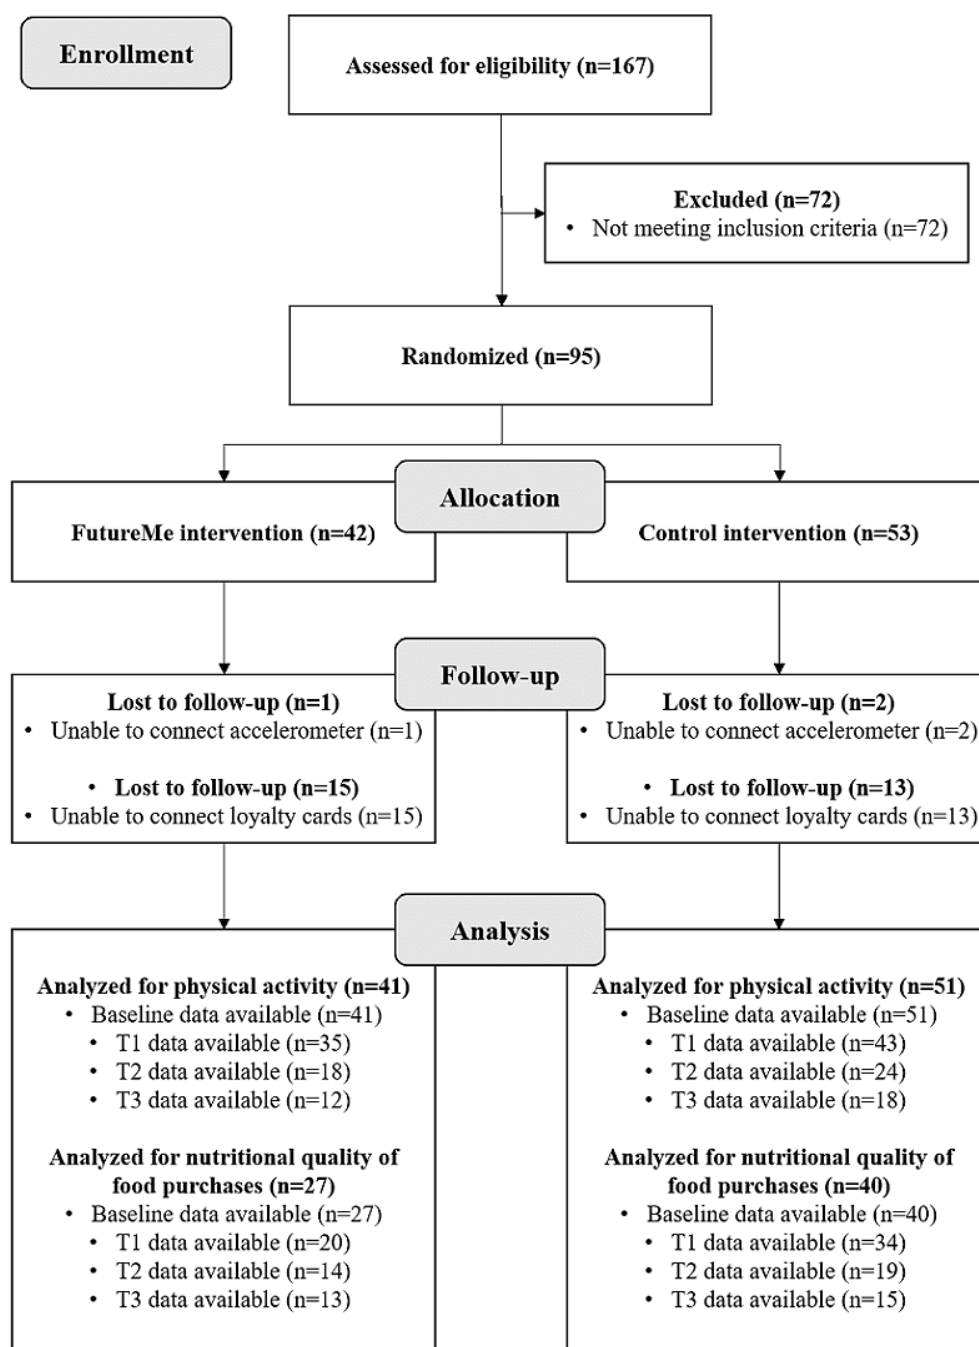 Enrollment
Assessed for eligibility (n=167)
Excluded (n=72)
• Not meeting inclusion criteria (n=72)
Randomized (n=95)
Allocation
FutureMe intervention (n=42)
Control intervention (n=53)
Follow-up
Lost to follow-up (n=1)
• Unable to connect accelerometer (n=1)
• Lost to follow-up (n=15)
• Unable to connect loyalty cards (n=15)
Lost to follow-up (n=2)
• Unable to connect accelerometer (n=2)
• Lost to follow-up (n=13)
• Unable to connect loyalty cards (n=13)
Analysis
Analyzed for physical activity (n=41)
• Baseline data available (n=41)
• T1 data available (n=35)
• T2 data available (n=18)
• T3 data available (n=12)
Analyzed for nutritional quality of
food purchases (n=27)
• Baseline data available (n=27)
• T1 data available (n=20)
• T2 data available (n=14)
• T3 data available (n=13)
Analyzed for physical activity (n=51)
• Baseline data available (n=51)
• T1 data available (n=43)
• T2 data available (n=24)
• T3 data available (n=18)
Analyzed for nutritional quality of
food purchases (n=40)
• Baseline data available (n=40)
• T1 data available (n=34)
• T2 data available (n=19)
• T3 data available (n=15)